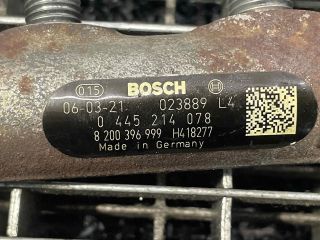 015 BOSCH
06-03-21 023889 L4
0 445 214 078
8 200 396 999 H418277
Made in Germany